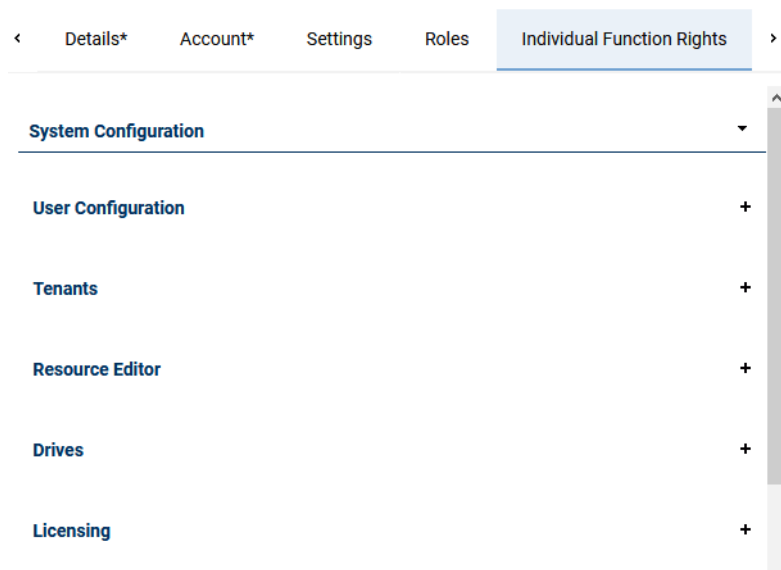 Details* Account* Settings Roles Individual Function Rights
System Configuration
User Configuration
Tenants
Resource Editor
Drives
Licensing